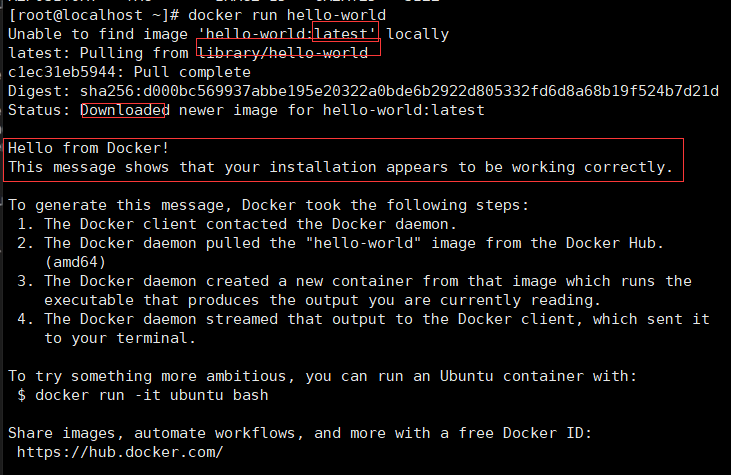 [root@localhost ~]# docker run hello-world
Unable to find image 'hello-world:latest' locally
latest: Pulling from library/hello-world
c1ec31eb5944: Pull complete
Digest: sha256:d000bc569937abbe195e20322a0bde6b2922d805332fd6d8a68b19f524b7d21d
Status: Downloaded newer image for hello-world:latest
Hello from Docker!
This message shows that your installation appears to be working correctly.
To generate this message, Docker took the following steps:
1. The Docker client contacted the Docker daemon.
2. The Docker daemon pulled the "hello-world" image from the Docker Hub.
(amd64)
3. The Docker daemon created a new container from that image which runs the
executable that produces the output you are currently reading.
4. The Docker daemon streamed that output to the Docker client, which sent it
to your terminal.
To try something more ambitious, you can run an Ubuntu container with:
$ docker run -it ubuntu bash
Share images, automate workflows, and more with a free Docker ID:
https://hub.docker.com/